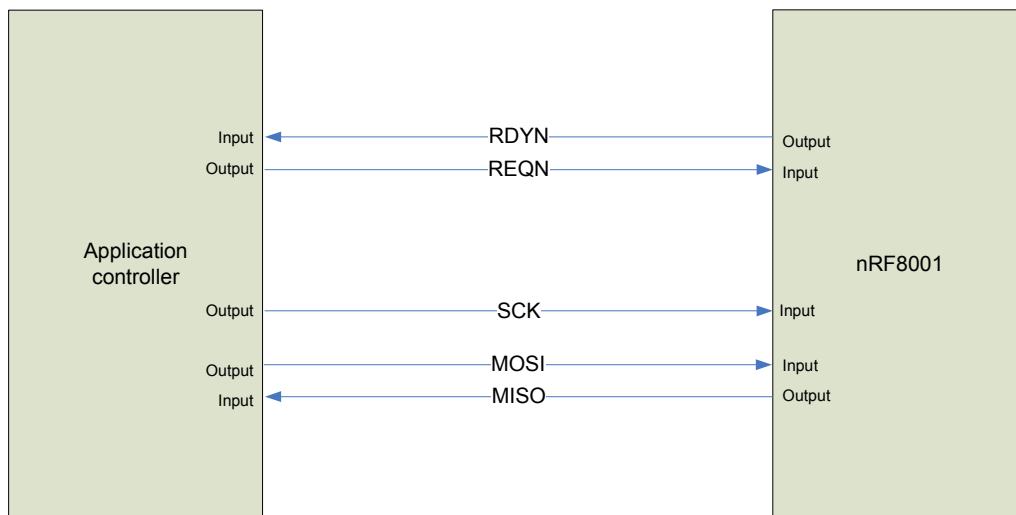 Input
RDYN
Output
Output
REQN
Input
Application
controller
nRF8001
Output
SCK
Input
Output
MOSI
Input
Input
MISO
Output